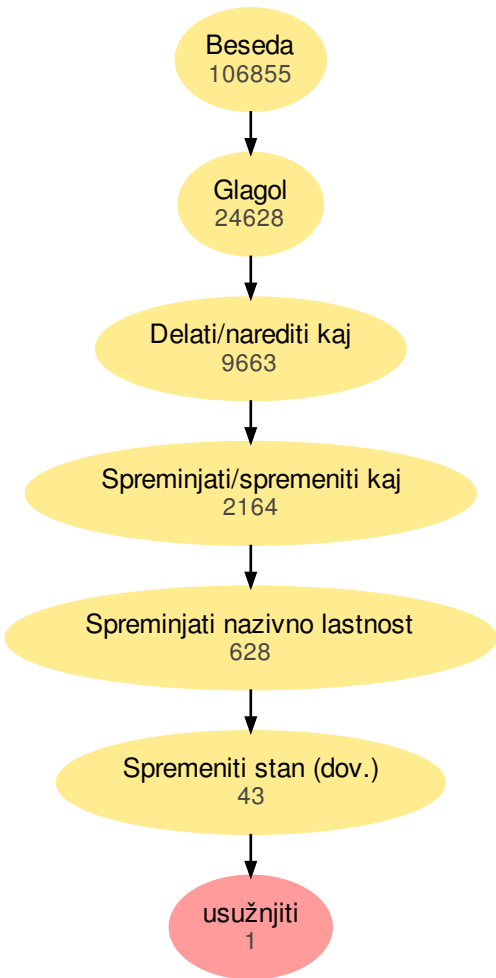 Beseda
106855
Glagol
24628
Delati/narediti kaj
9663
Spreminjati/spremeniti kaj
2164
Spreminjati nazivno lastnost
628
Spremeniti stan (dov.)
43
usužnjiti
1